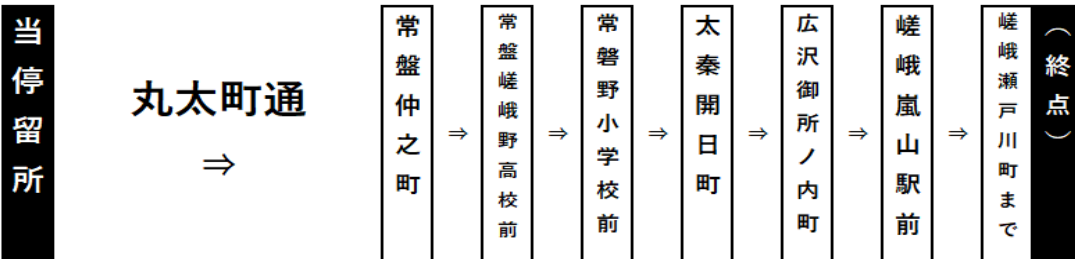 当停留所
丸太町通
⇒
常盤仲之町
⇒
常盤嵯峨野高校前
⇒
常磐野小学校前
⇒
太秦開日町
⇒
広沢御所ノ内町
⇒
嵯峨嵐山駅前
⇒
嵯峨瀬戸川町まで
（終点）